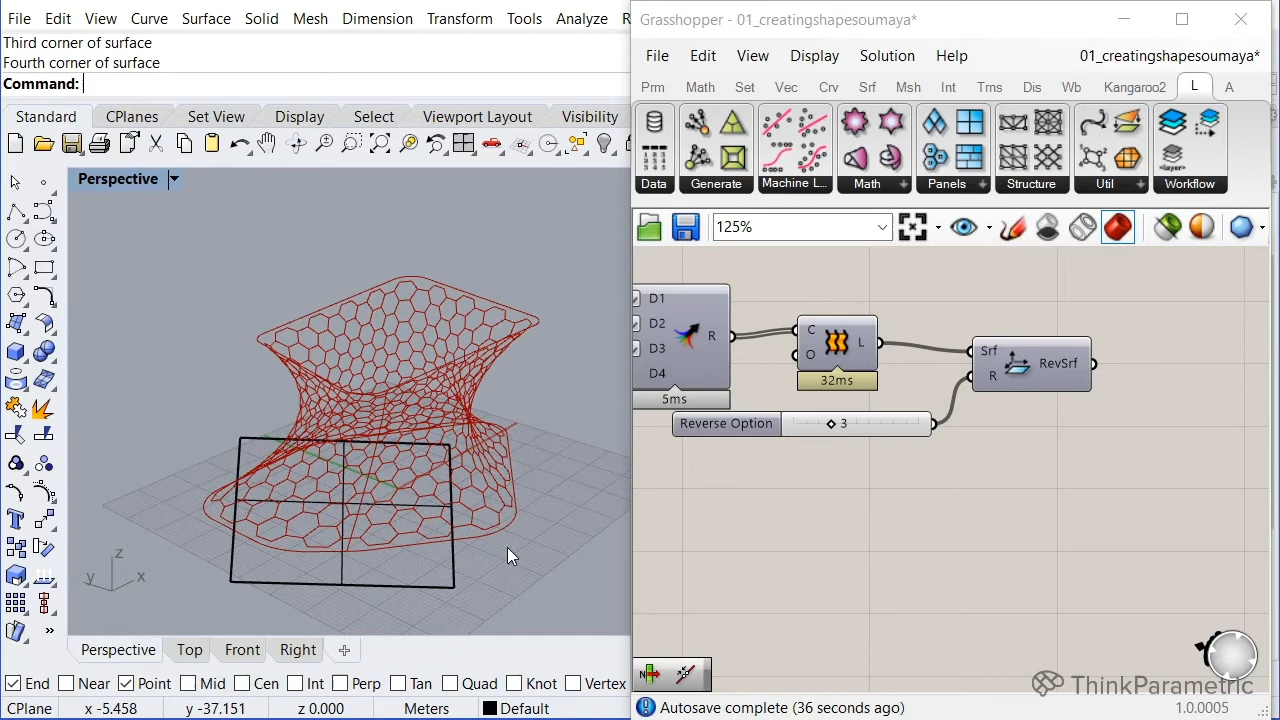 File Edit View Curve Surface Solid Mesh Dimension Transform Tools Analyze R
Third corner of surface
Fourth corner of surface
Command:
Standard CPlanes Set View Display Select Viewport Layout Visibility
Perspective
z
y x
Perspective Top Front Right
End Near Point Mid Cen Int Perp Tan Quad Knot Vertex
CPlane x -5.458 y -37.151 z 0.000 Meters Default
Grasshopper - 01_creatingshapesoumaya*
File Edit View Display Solution Help 01_creatingshapesoumaya*
Prm Math Set Vec Crv Srf Msh Int Trns Dis Wb Kangaroo2 L A
Data Generate Machine L... Math Panels Structure Util Workflow
125%
D1
D2
D3
D4
R
5ms
C
O
L
32ms
Srf
R
RevSrf
Reverse Option 3
ThinkParametric
Autosave complete (36 seconds ago) 1.0.0005